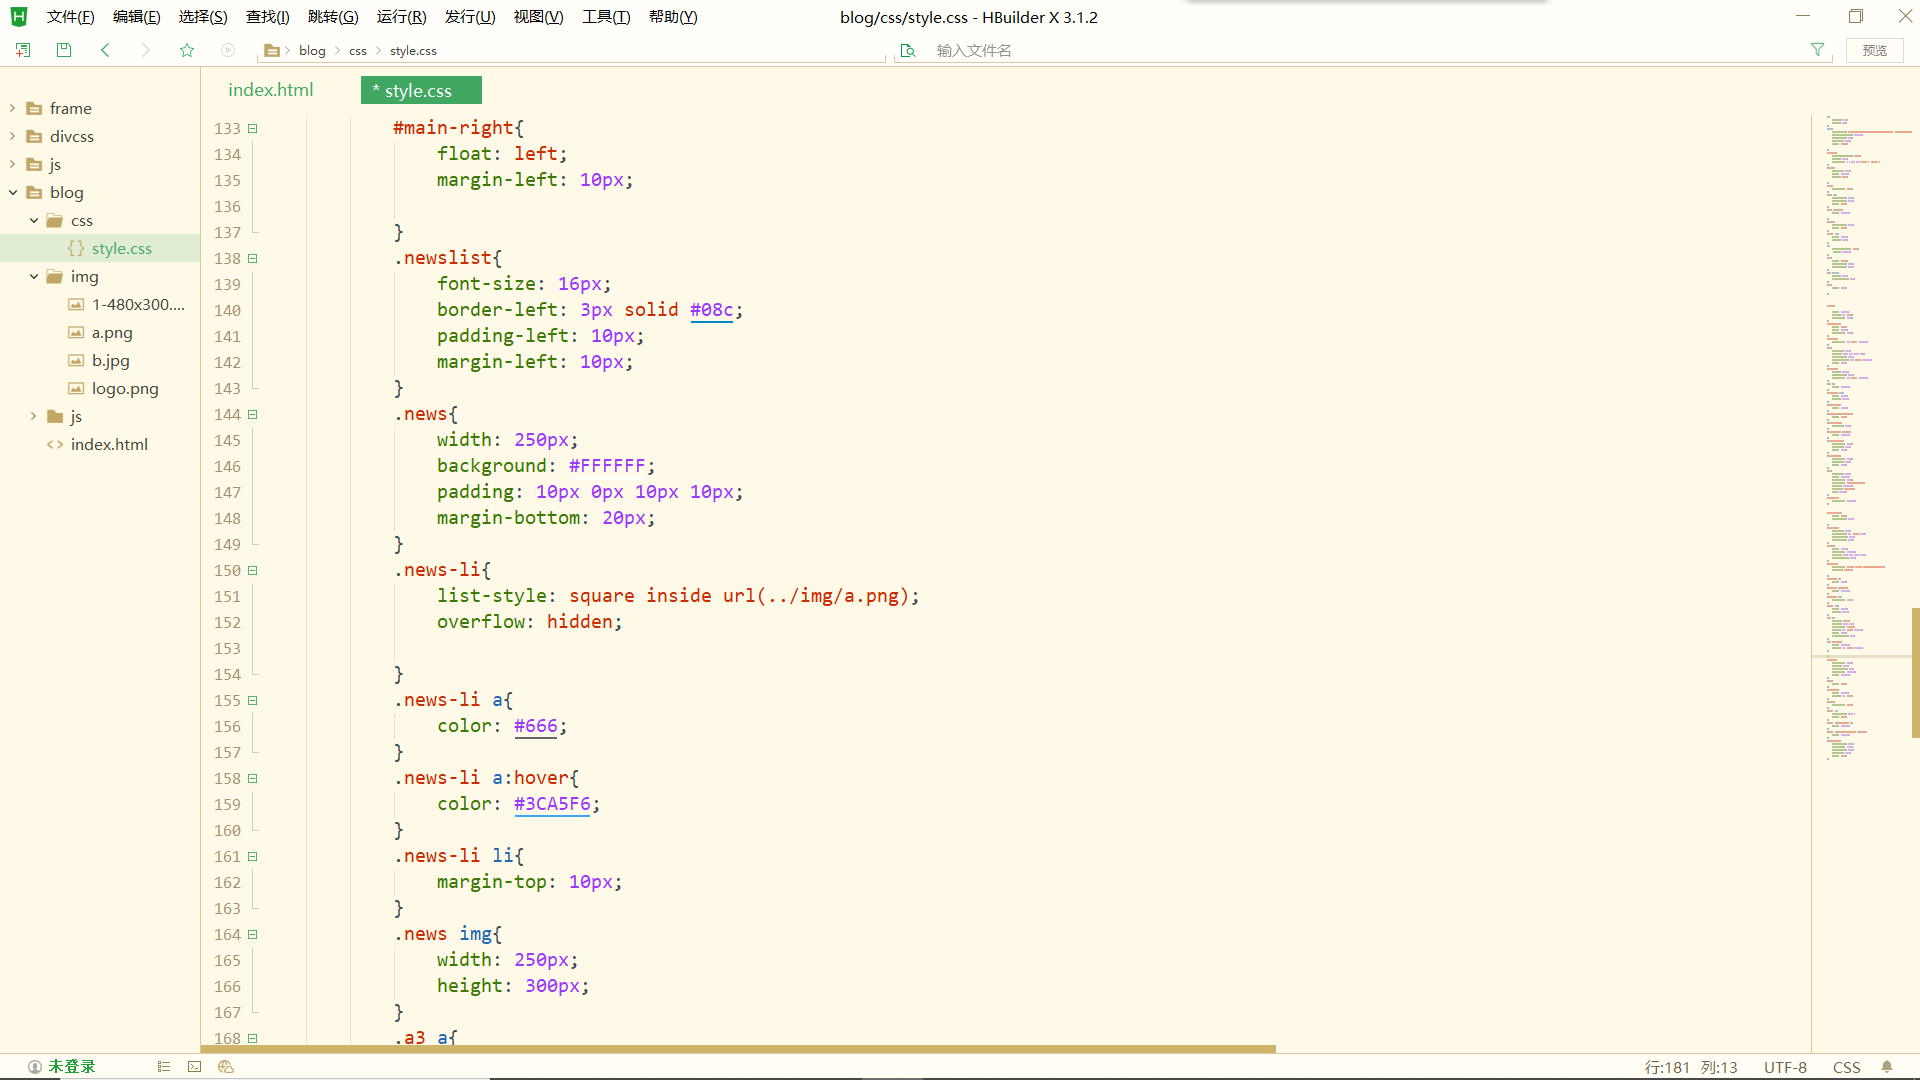 文件(F) 编辑(E) 选择(S) 查找(I) 跳转(G) 运行(R) 发行(U) 视图(V) 工具(T) 帮助(Y) blog/css/style.css - HBuilder X 3.1.2
blog css style.css 输入文件名 预览
index.html * style.css
frame
divcss
js
blog
css
style.css
img
1-480x300....
a.png
b.jpg
logo.png
js
index.html
133 #main-right{
134 float: left;
135 margin-left: 10px;
136
137 }
138 .newslist{
139 font-size: 16px;
140 border-left: 3px solid #08c;
141 padding-left: 10px;
142 margin-left: 10px;
143 }
144 .news{
145 width: 250px;
146 background: #FFFFFF;
147 padding: 10px 0px 10px 10px;
148 margin-bottom: 20px;
149 }
150 .news-li{
151 list-style: square inside url(../img/a.png);
152 overflow: hidden;
153
154 }
155 .news-li a{
156 color: #666;
157 }
158 .news-li a:hover{
159 color: #3CA5F6;
160 }
161 .news-li li{
162 margin-top: 10px;
163 }
164 .news img{
165 width: 250px;
166 height: 300px;
167 }
168 .a3 a{
未登录 行:181 列:13 UTF-8 CSS